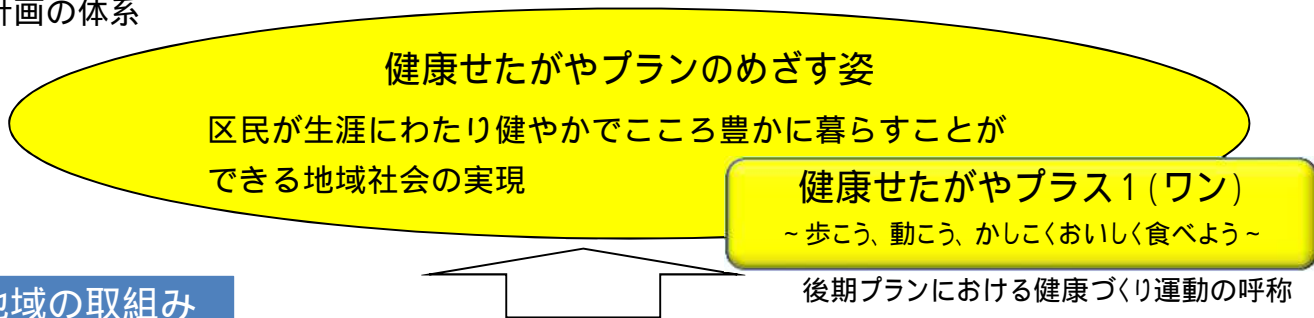 計画の体系
健康せたがやプランのめざす姿
区民が生涯にわたり健やかでこころ豊かに暮らすことが
できる地域社会の実現
健康せたがやプラス1(ワン)
~歩こう、動こう、かしこくおいしく食べよう~
後期プランにおける健康づくり運動の呼称
地域の取組み